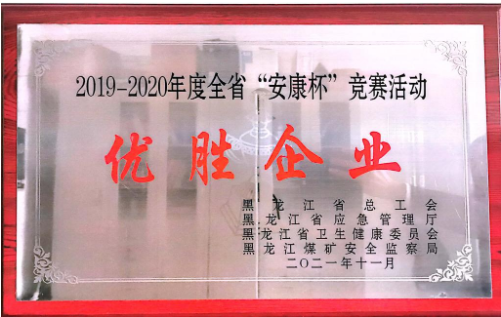 2019-2020年度全省“安康杯”竞赛活动
优胜企业
黑龙江省总工会
黑龙江省应急管理厅
黑龙江省卫生健康委员会
黑龙江煤矿安全监察局
二〇二一年十一月